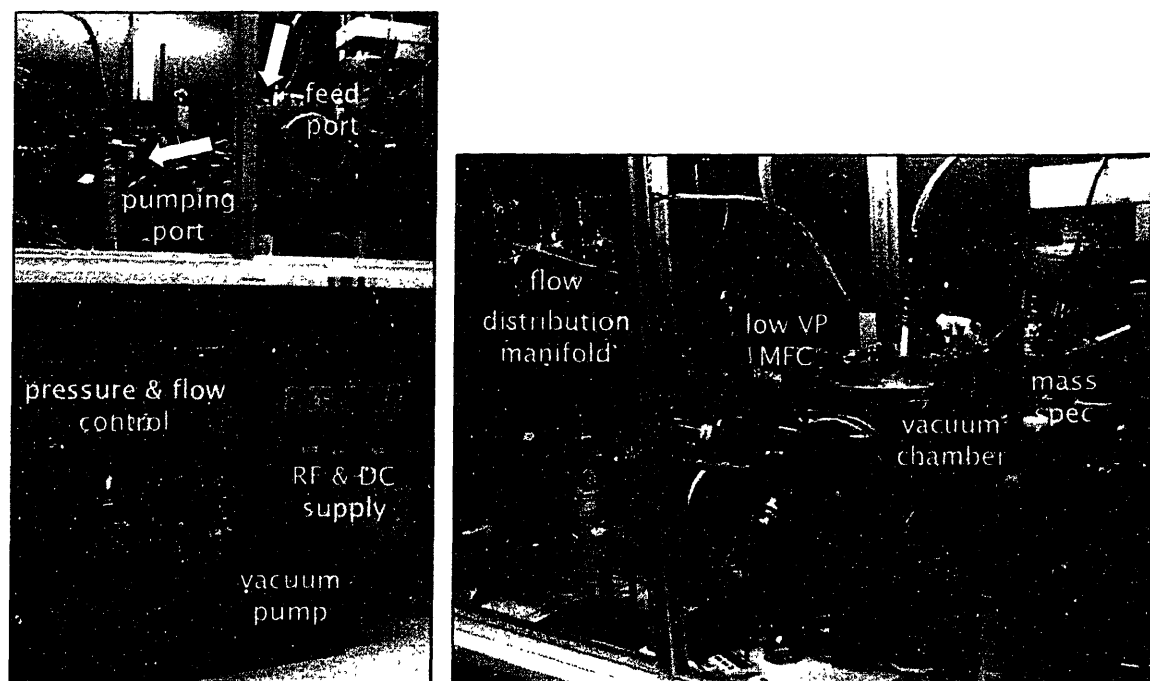 feed
port
pumping
port
pressure & flow
control
RF & DC
supply
vacuum
pump
flow
distribution
manifold
low VP
MFC
mass
spec
vacuum
chamber